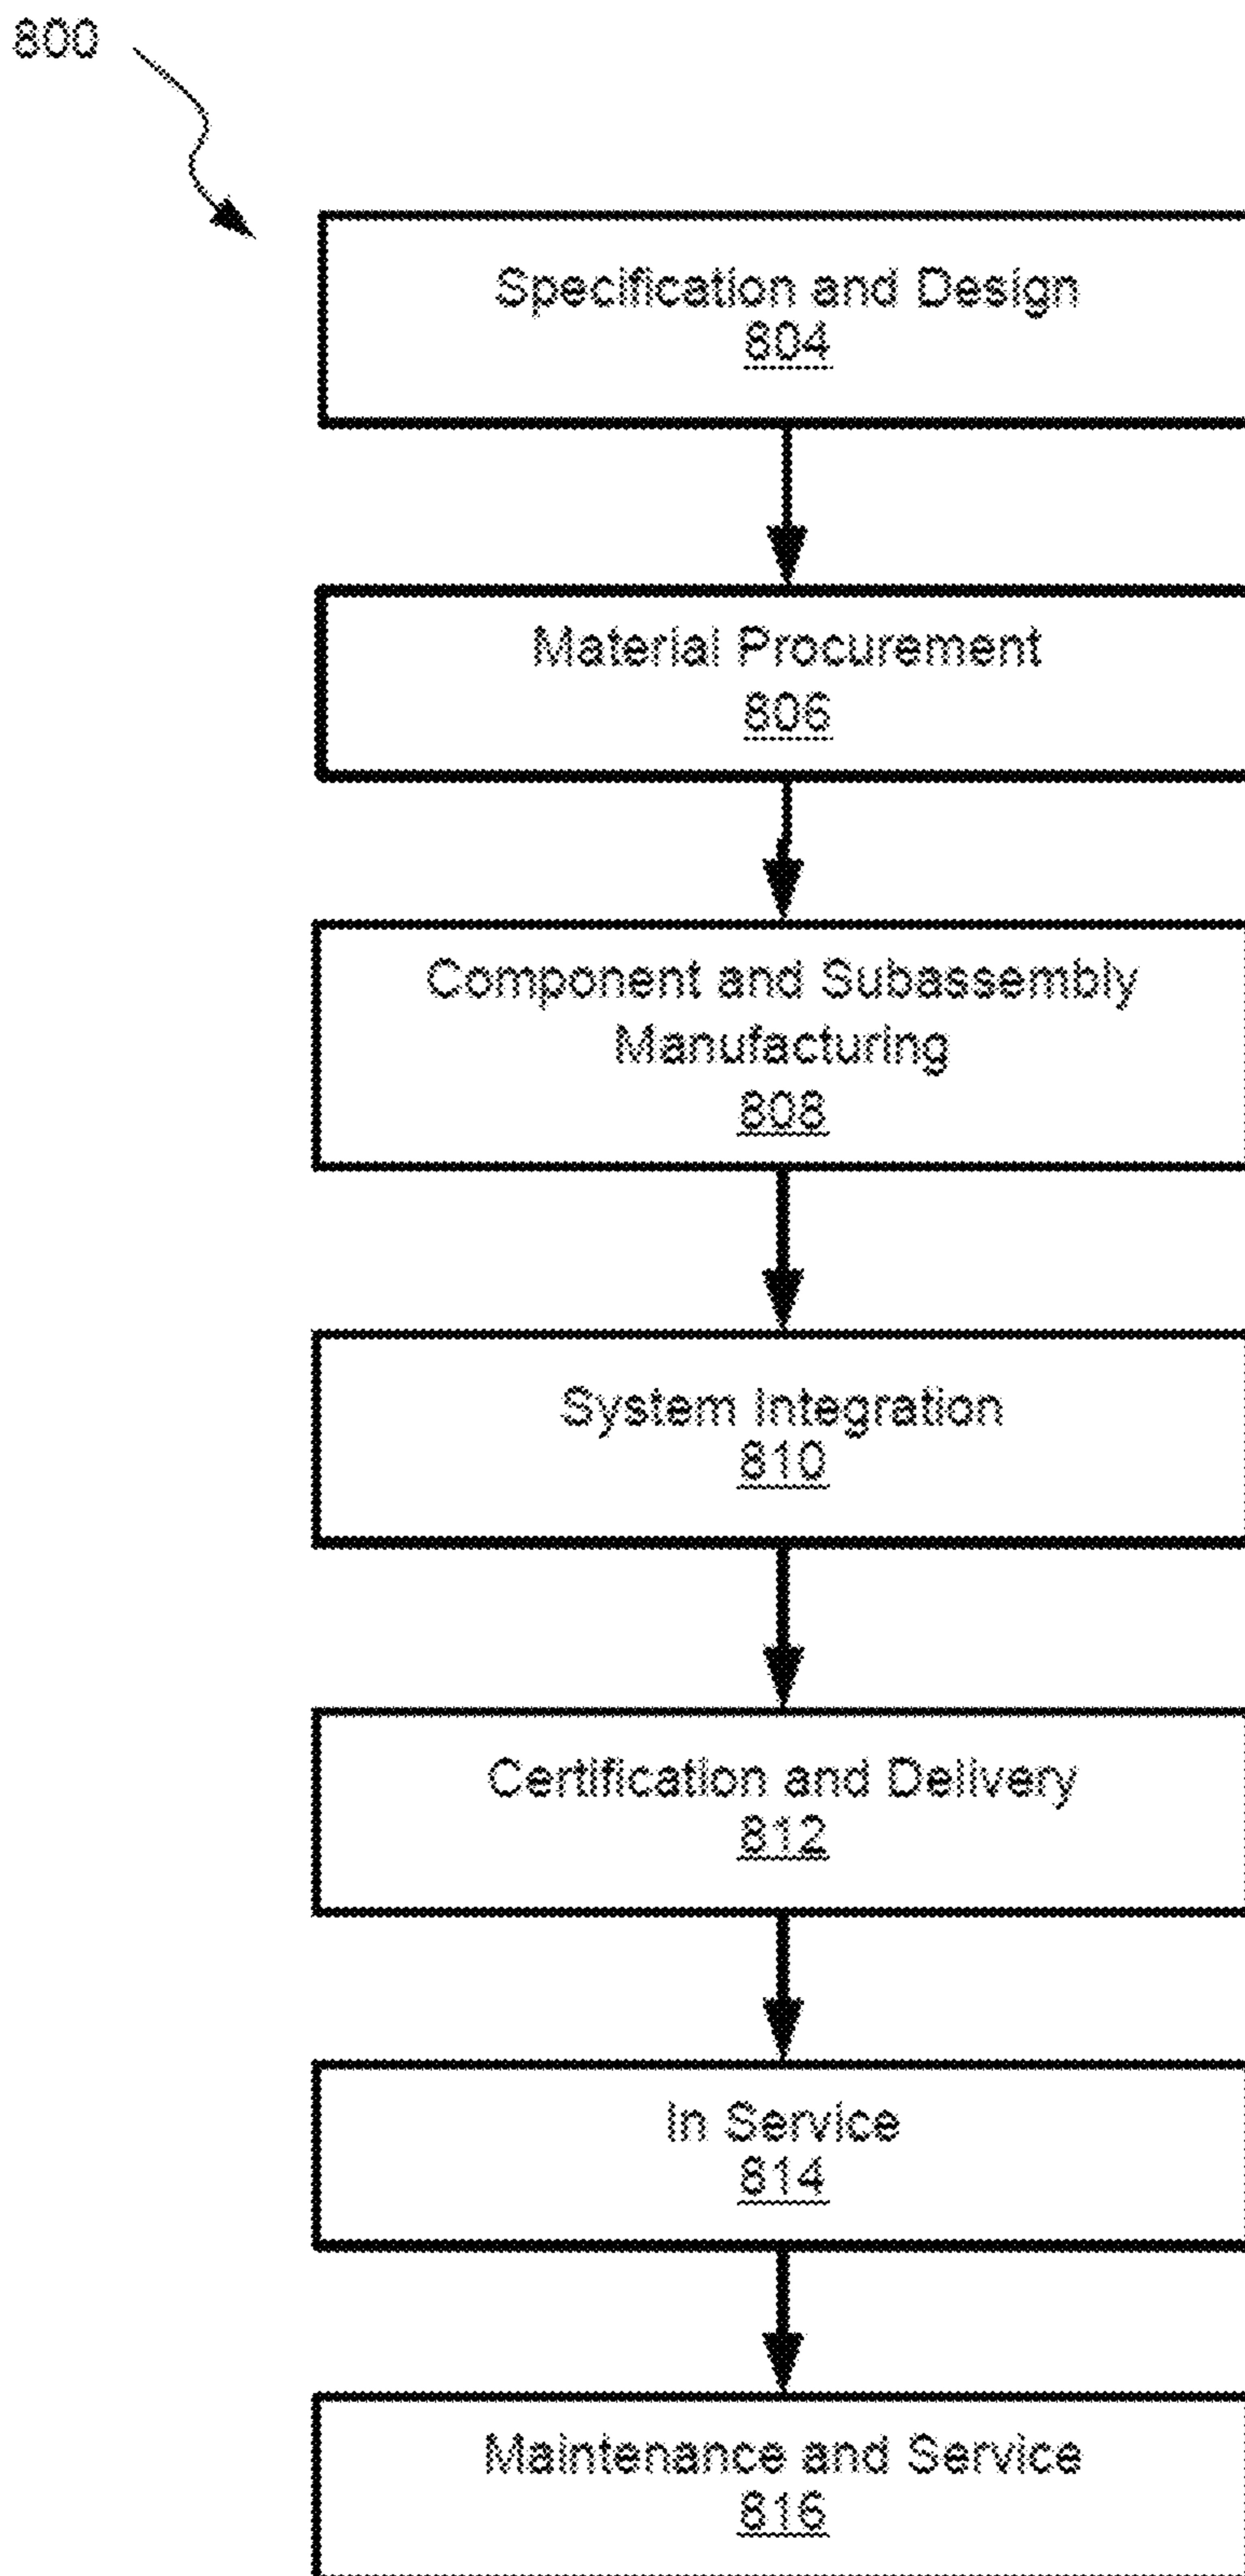 800
Specification and Design
804
Material Procurement
806
Component and Subassembly
Manufacturing
808
System Integration
810
Certification and Delivery
812
In Service
814
Maintenance and Service
816